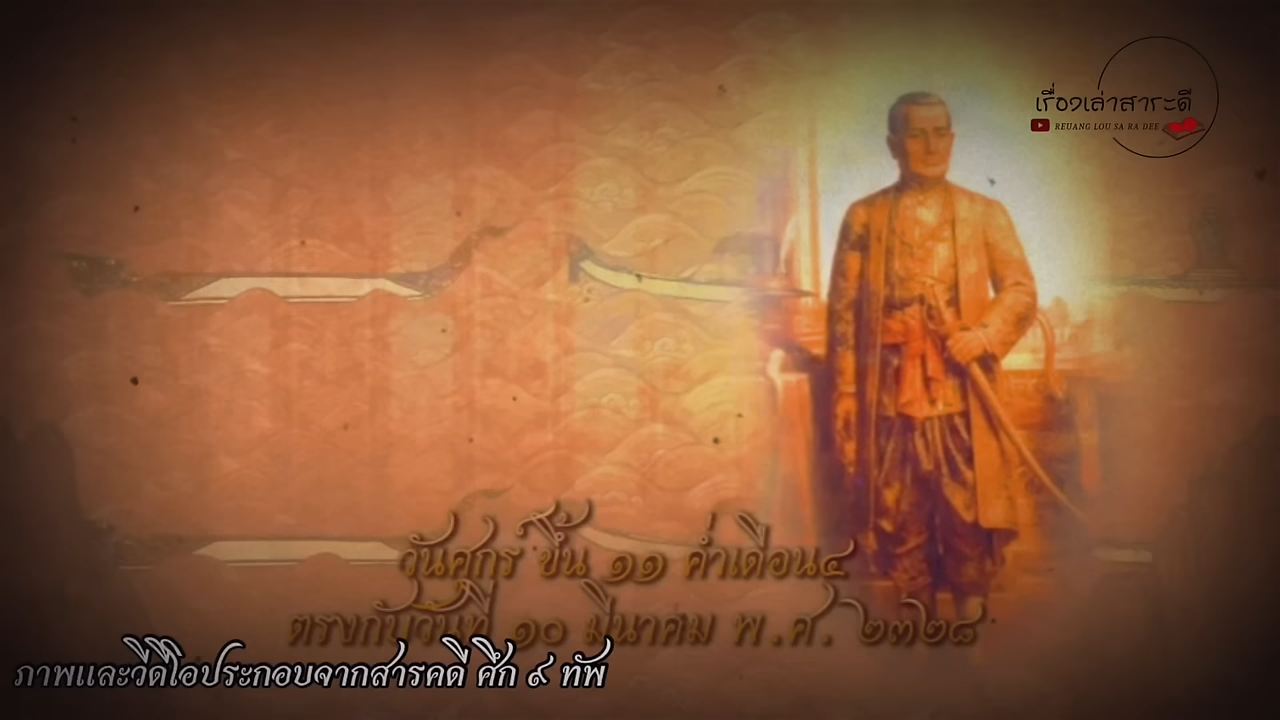 เรื่องเล่าสาระดี
REUANG LOU SA RA DEE
วันศุกร์ ขึ้น ๑๑ ค่ำเดือน๔
ตรงกับวันที่ ๑๐ มีนาคม พ.ศ. ๒๓๒๘
ภาพและวีดีโอประกอบจากสารคดี ศึก ๙ ทัพ